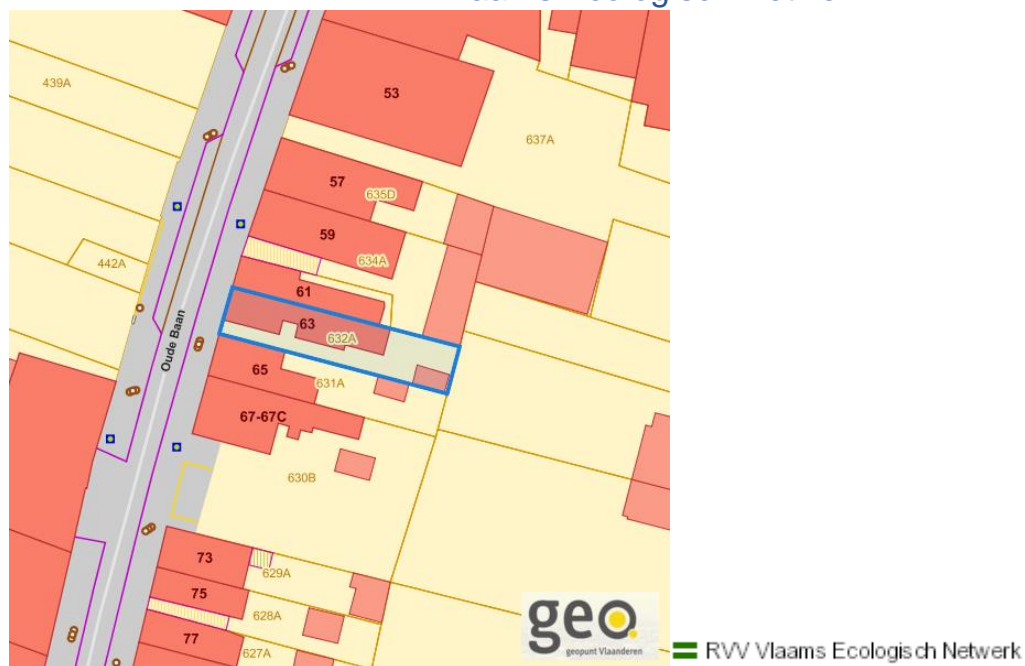 439A
53
637A
57
635D
59
634A
442A
61
63
632A
Oude Baan
65
631A
67-67C
630B
73
629A
75
628A
77
627A
geo
geopunt Vlaanderen
RVV Vlaams Ecologisch Netwerk